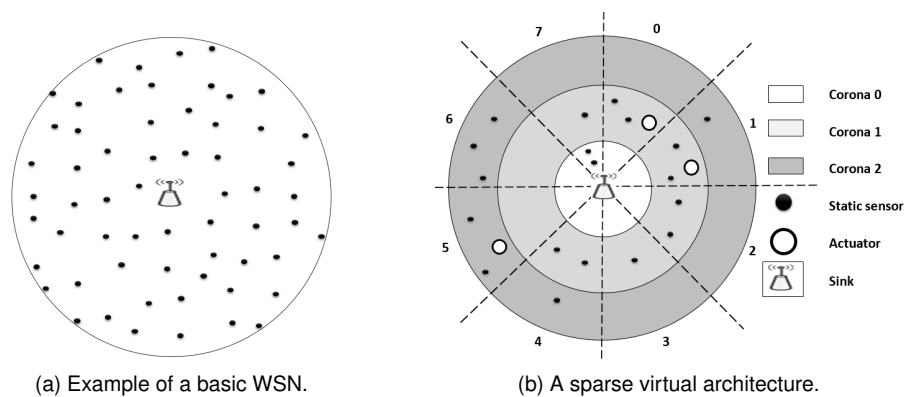 7
0
6
1
5
2
4
3
Corona 0
Corona 1
Corona 2
Static sensor
Actuator
Sink
(a) Example of a basic WSN.
(b) A sparse virtual architecture.